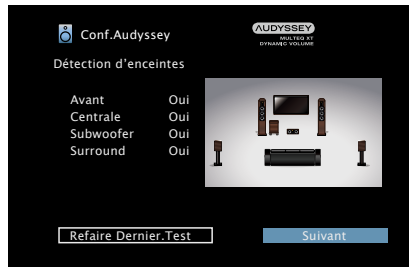 Conf.Audyssey
AUDYSSEY
MULTEQ XT
DYNAMIC VOLUME
Détection d'enceintes
Avant Oui
Centrale Oui
Subwoofer Oui
Surround Oui
Refaire Dernier.Test
Suivant